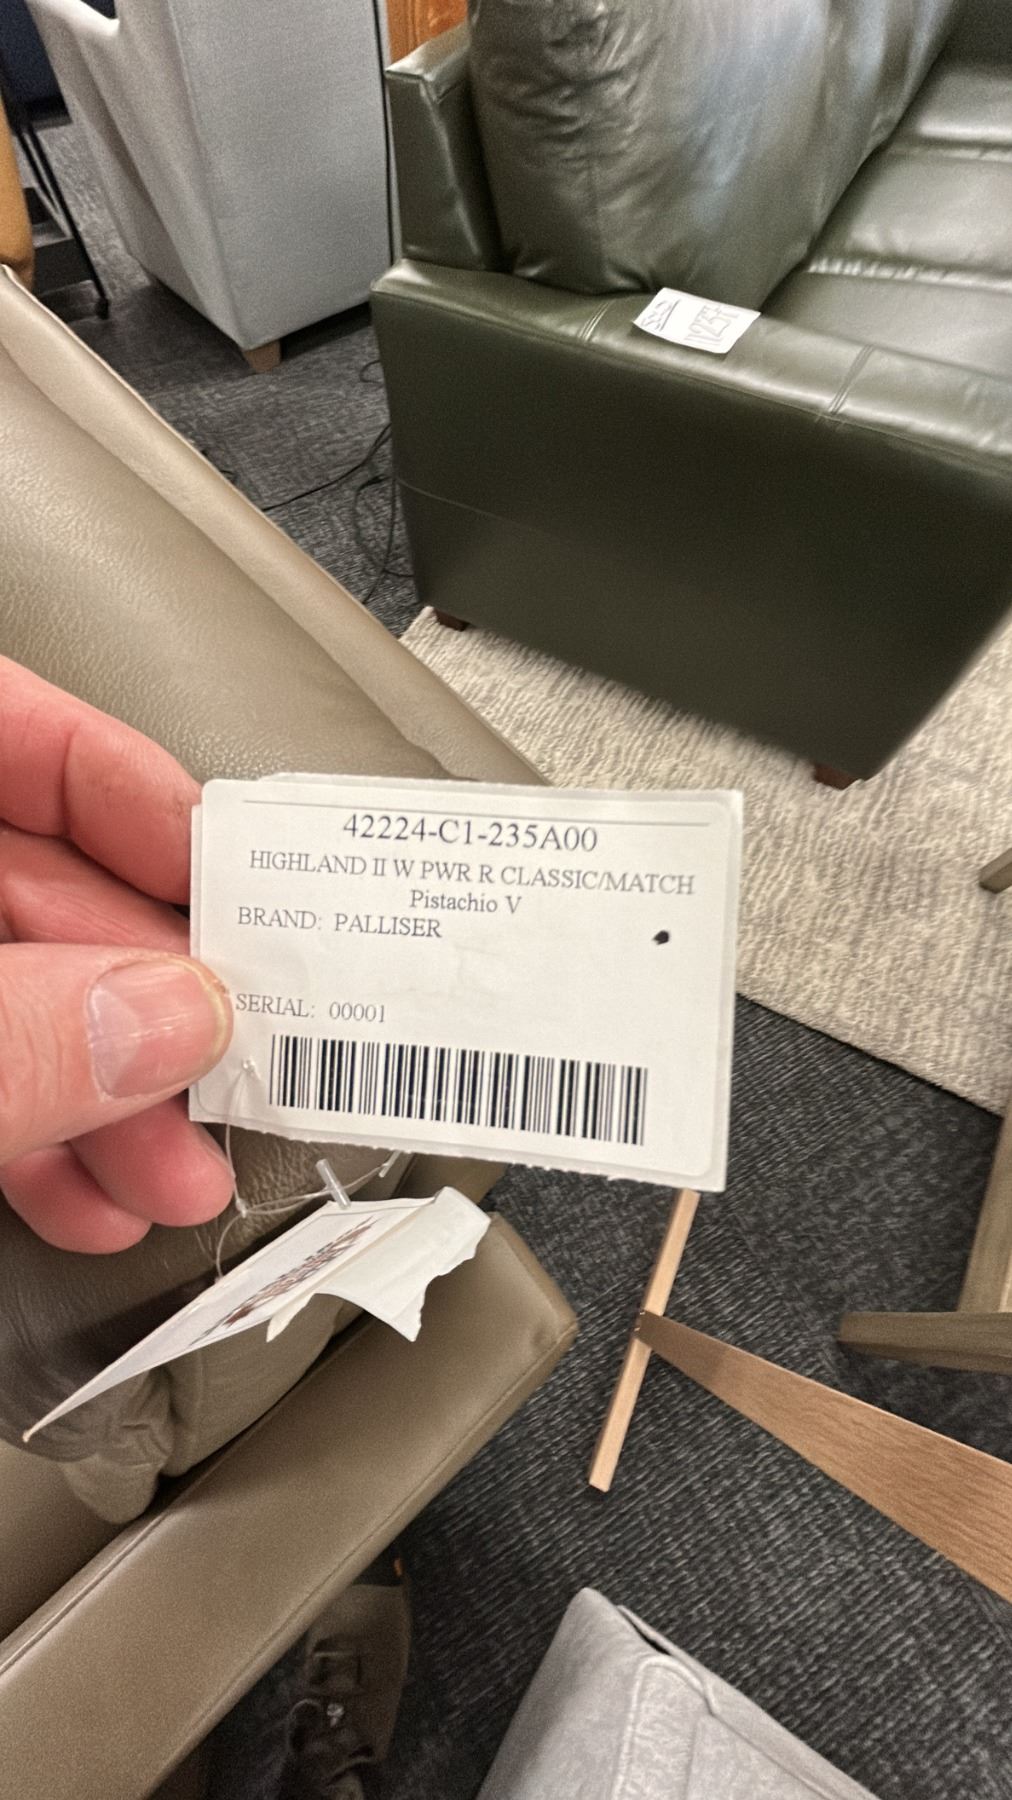 42224-C1-235A00
HIGHLAND II W PWR R CLASSIC/MATCH
Pistachio V
BRAND: PALLISER
SERIAL: 00001